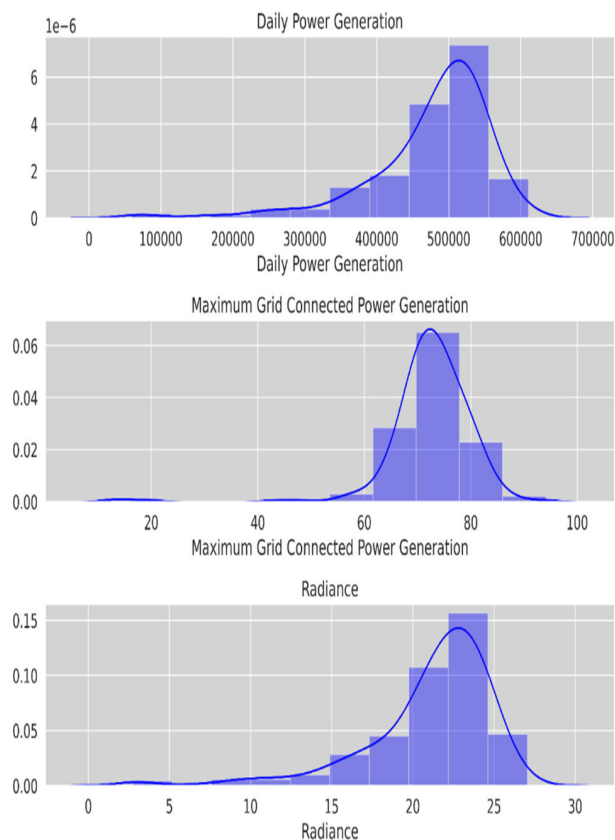 1e−6
Daily Power Generation
6
4
2
0
0 100000 200000 300000 400000 500000 600000 700000
Daily Power Generation
Maximum Grid Connected Power Generation
0.06
0.04
0.02
0.00
20 40 60 80 100
Maximum Grid Connected Power Generation
Radiance
0.15
0.10
0.05
0.00
0 5 10 15 20 25 30
Radiance